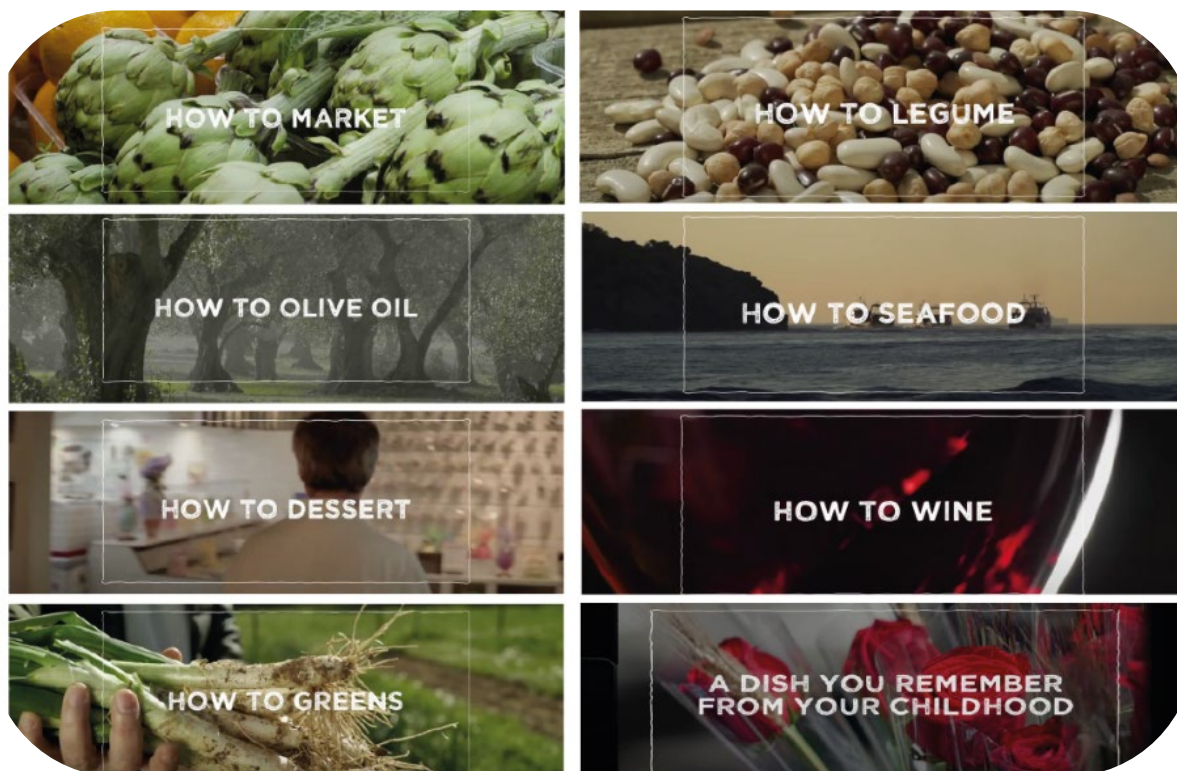 HOW TO MARKET
HOW TO LEGUME
HOW TO OLIVE OIL
HOW TO SEAFOOD
HOW TO DESSERT
HOW TO WINE
HOW TO GREENS
A DISH YOU REMEMBER
FROM YOUR CHILDHOOD